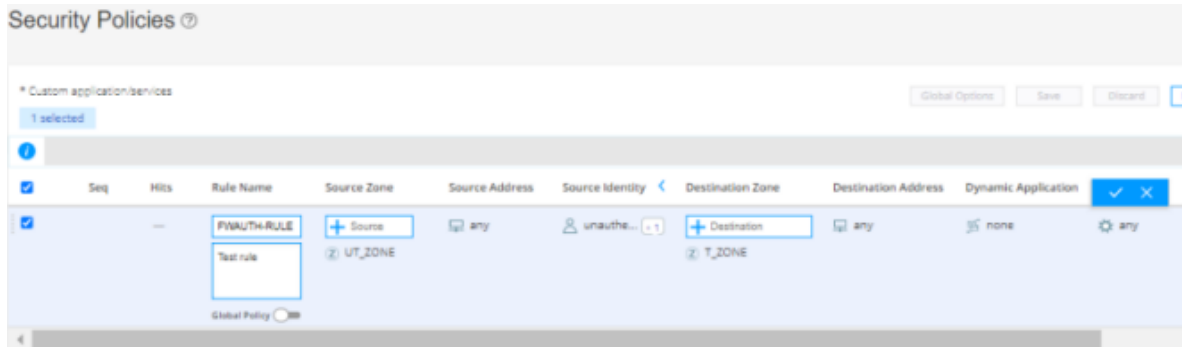 Security Policies ?
* Custom application/services
Global Options Save Discard
1 selected
i
Seq Hits Rule Name Source Zone Source Address Source Identity Destination Zone Destination Address Dynamic Application
— FWAUTH-RULE + Source any unauthe... + 1 + Destination any none any
Test rule Z UT_ZONE Z T_ZONE
Global Policy